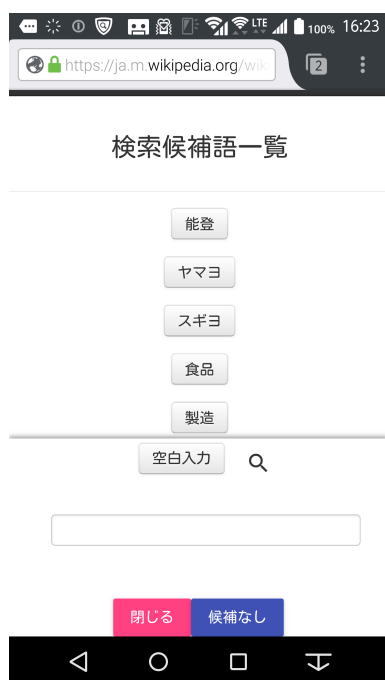 LTE 100% 16:23
https://ja.m.wikipedia.org/wik
2
検索候補語一覧
能登
ヤマヨ
スギヨ
食品
製造
空白入力
閉じる 候補なし